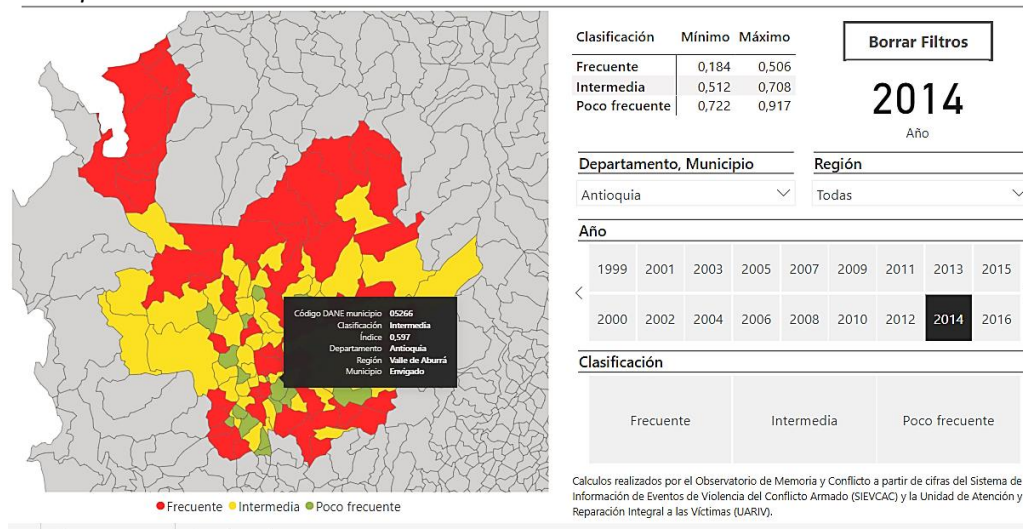 Clasificación Mínimo Máximo
Frecuente 0,184 0,506
Intermedia 0,512 0,708
Poco frecuente 0,722 0,917
Borrar Filtros
2014
Año
Departamento, Municipio
Antioquia
Región
Todas
Año
1999 2001 2003 2005 2007 2009 2011 2013 2015
2000 2002 2004 2006 2008 2010 2012 2014 2016
Clasificación
Frecuente Intermedia Poco frecuente
Código DANE municipio 05266
Clasificación Intermedia
Índice 0,597
Departamento Antioquia
Región Valle de Aburrá
Municipio Envigado
Frecuente Intermedia Poco frecuente
Calculos realizados por el Observatorio de Memoria y Conflicto a partir de cifras del Sistema de
Información de Eventos de Violencia del Conflicto Armado (SIEVCAC) y la Unidad de Atención y
Reparación Integral a las Víctimas (UARIV).